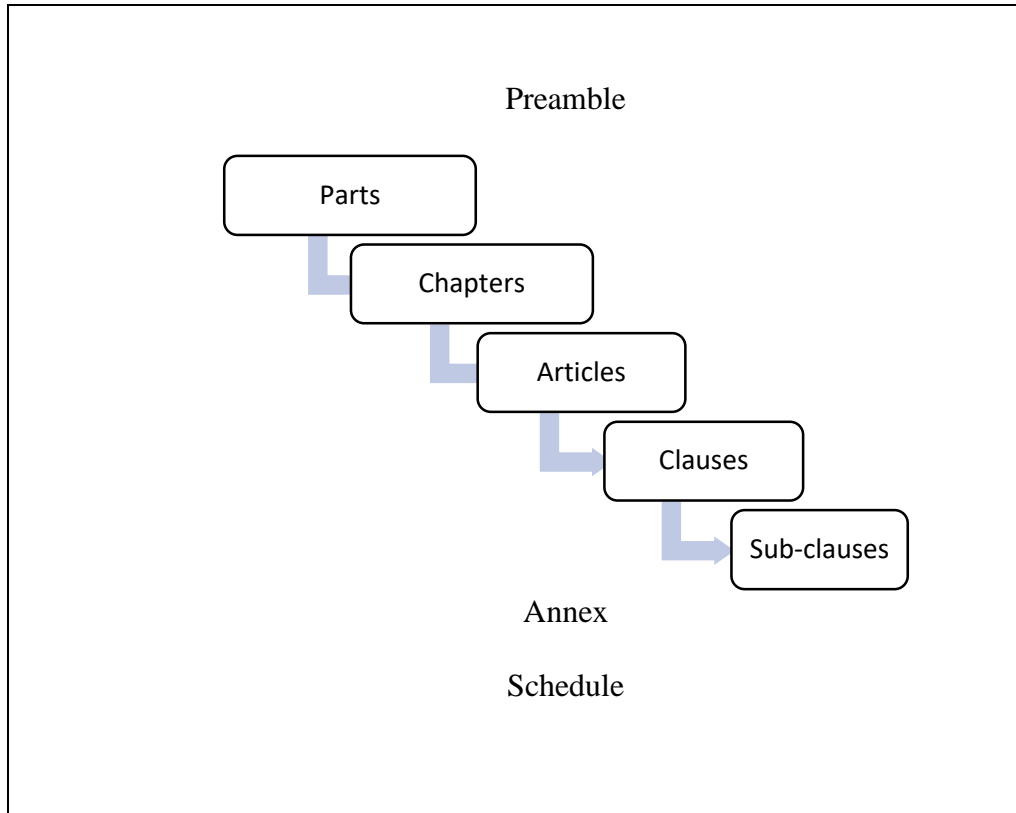 Preamble
Parts
Chapters
Articles
Clauses
Sub-clauses
Annex
Schedule